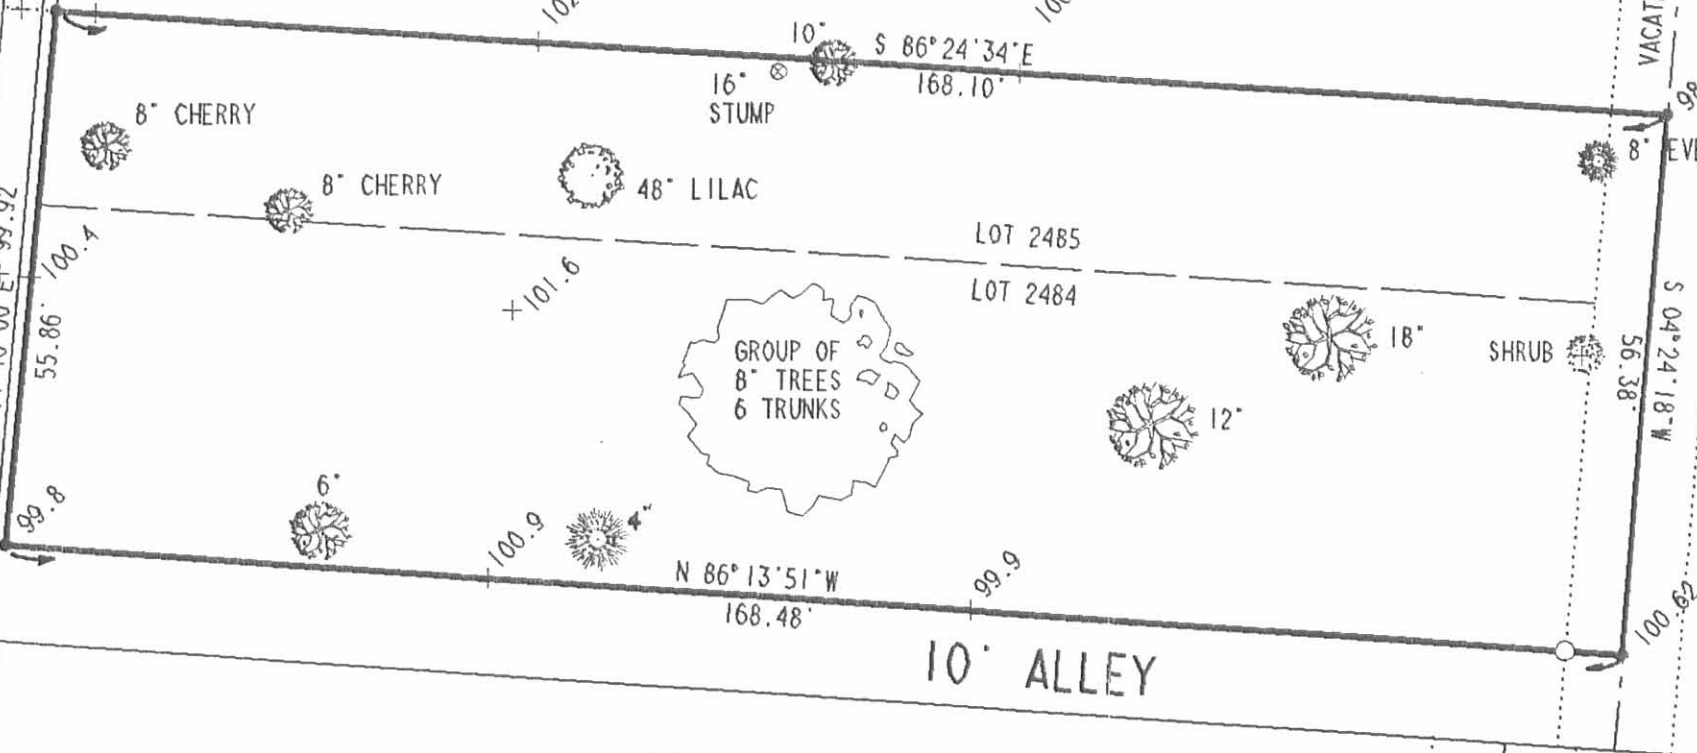 10"
S 86°24'34"E
168.10'
16"
STUMP
VACAT
8" CHERRY
8" CHERRY
48" LILAC
8" EVE
LOT 2485
LOT 2484
100.4
101.6
55.86'
GROUP OF
8" TREES
6 TRUNKS
18"
12"
SHRUB
S 04°24'18"W
56.38'
99.8
6"
4"
100.9
99.9
N 86°13'51"W
168.48'
10' ALLEY